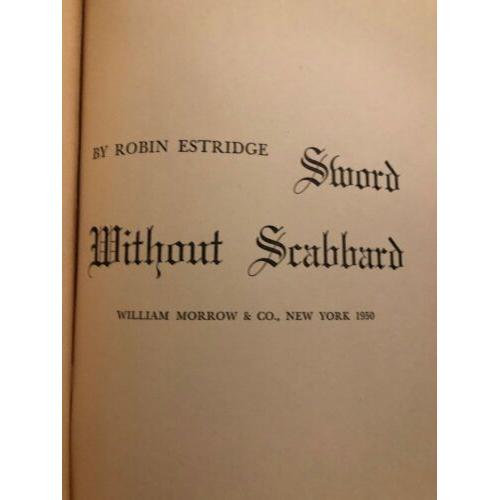 BY ROBIN ESTRIDGE Sword
Without Scabbard
WILLIAM MORROW & CO., NEW YORK 1950